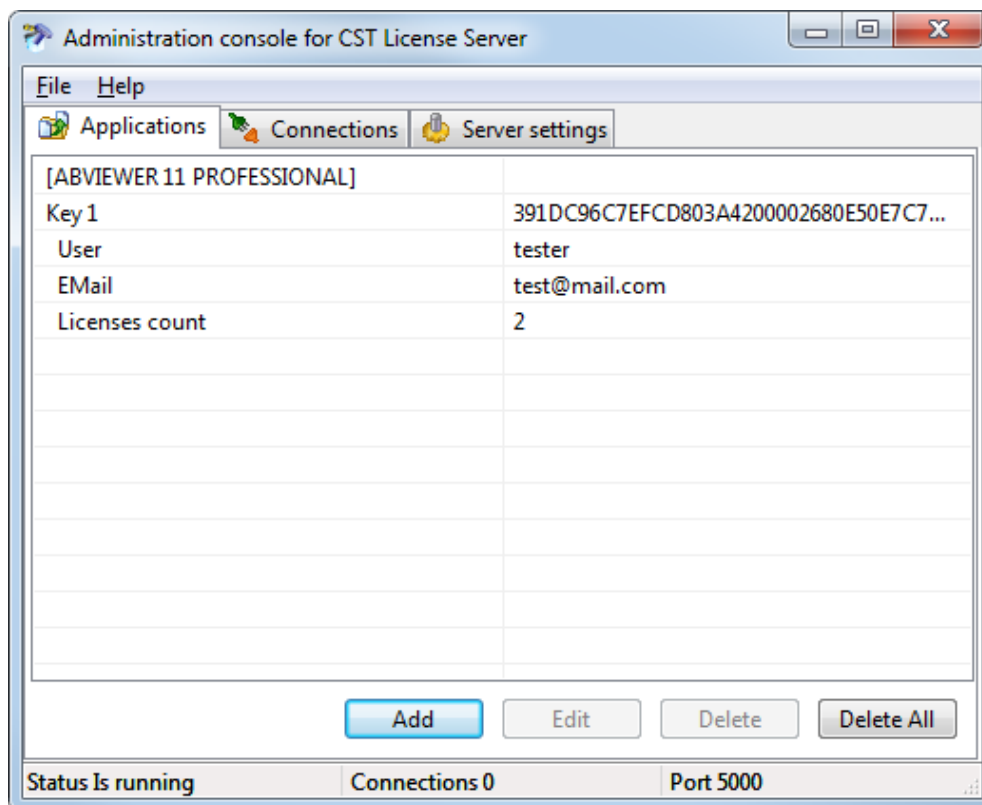 Administration console for CST License Server
File Help
Applications Connections Server settings
[ABVIEWER 11 PROFESSIONAL]
Key 1 391DC96C7EFCD803A4200002680E50E7C7...
User tester
EMail test@mail.com
Licenses count 2
Add Edit Delete Delete All
Status Is running Connections 0 Port 5000